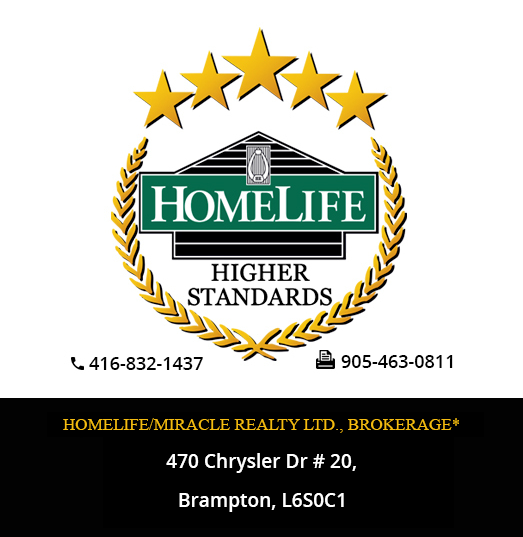 HOMELIFE
HIGHER
STANDARDS
416-832-1437
905-463-0811
HOMELIFE/MIRACLE REALTY LTD., BROKERAGE*
470 Chrysler Dr # 20,
Brampton, L6S0C1